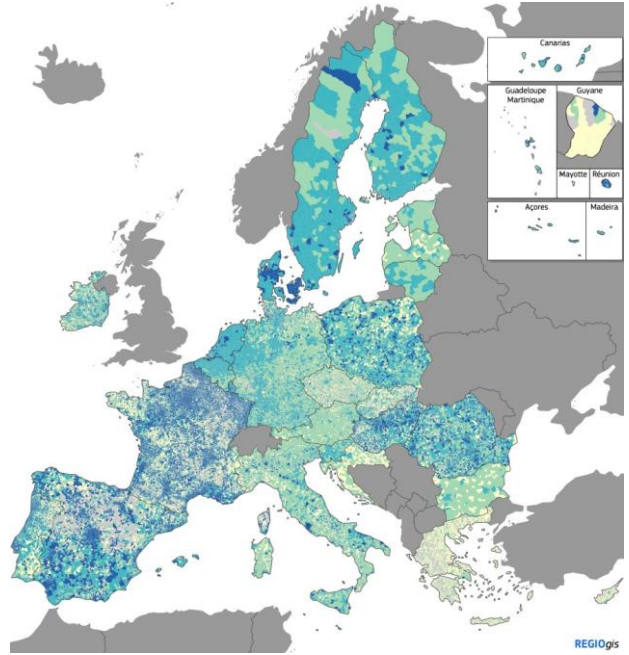 Canarias
Guadeloupe
Martinique
Guyane
Mayotte
Réunion
Açores
Madeira
REGIOgis